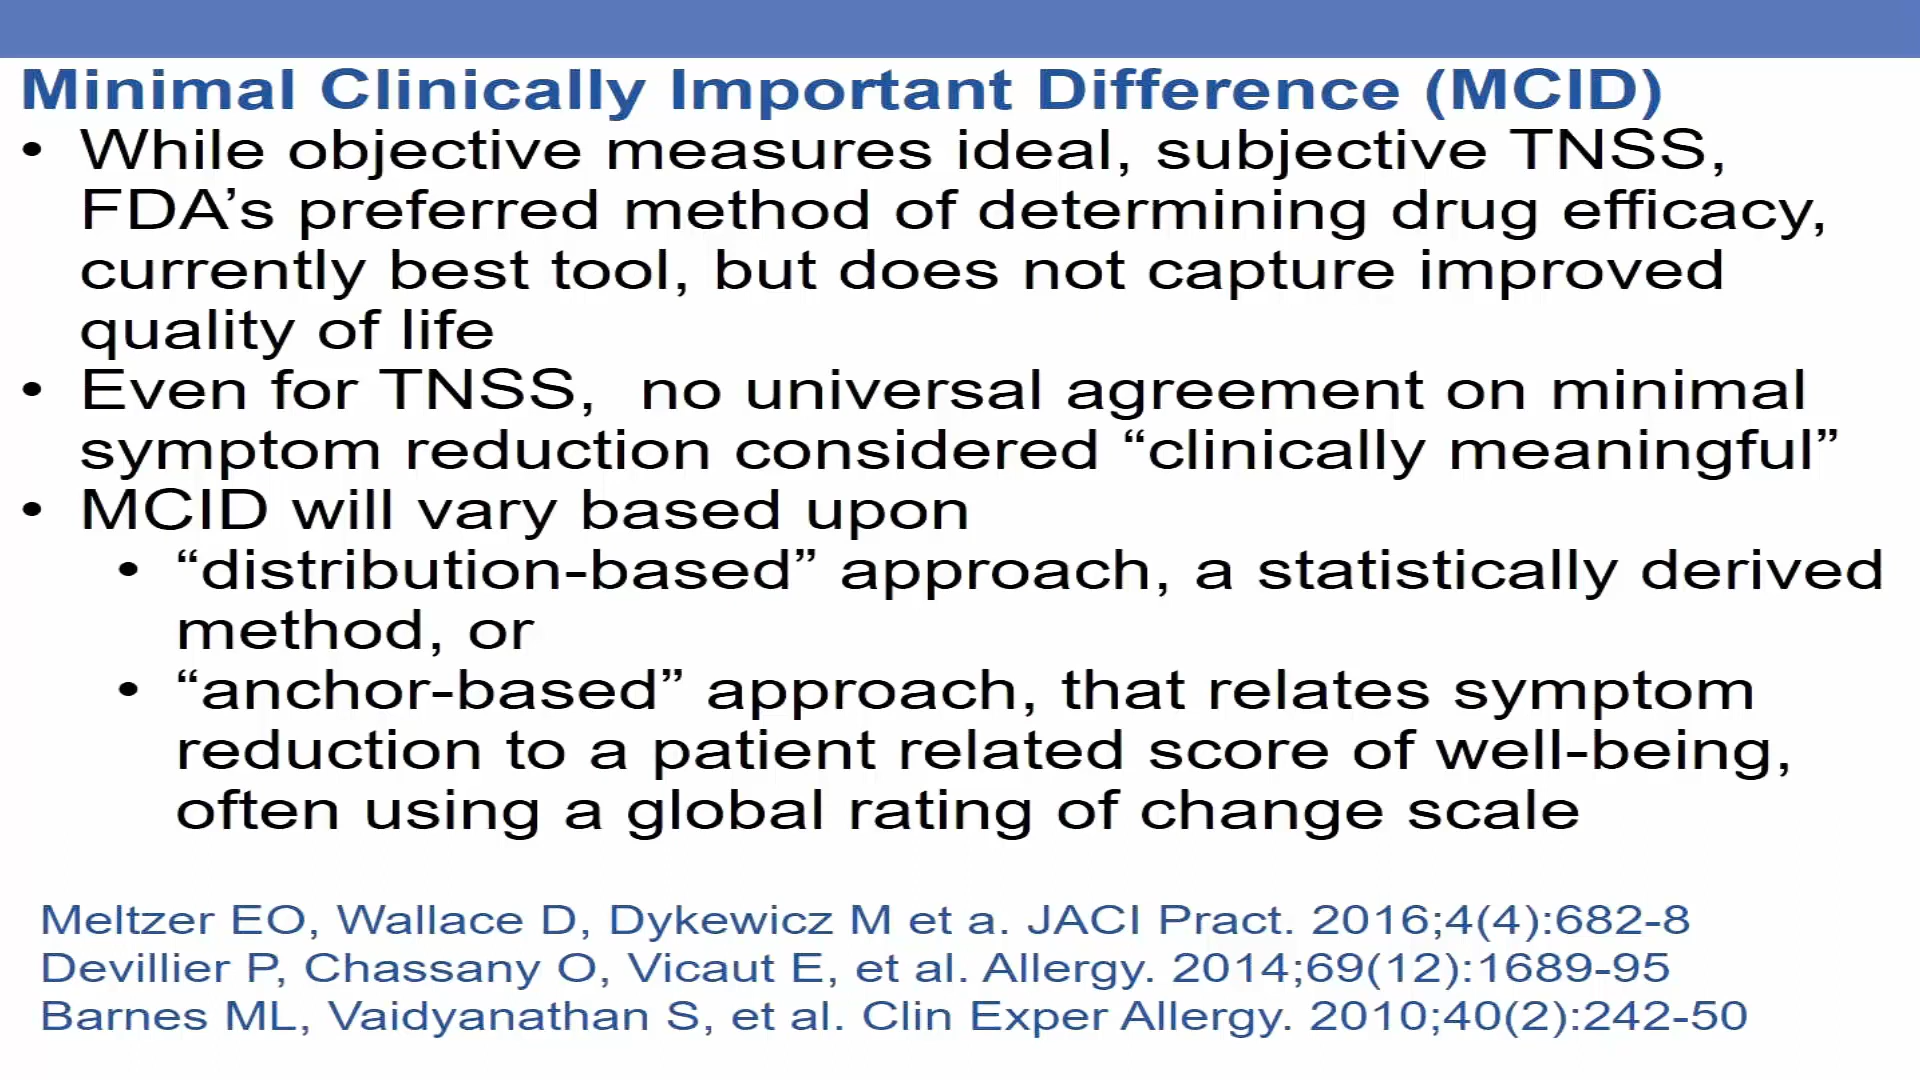 Minimal Clinically Important Difference (MCID)
• While objective measures ideal, subjective TNSS,
FDA’s preferred method of determining drug efficacy,
currently best tool, but does not capture improved
quality of life
• Even for TNSS,  no universal agreement on minimal
symptom reduction considered “clinically meaningful”
• MCID will vary based upon
• “distribution-based” approach, a statistically derived
method, or
• “anchor-based” approach, that relates symptom
reduction to a patient related score of well-being,
often using a global rating of change scale
Meltzer EO, Wallace D, Dykewicz M et a. JACI Pract. 2016;4(4):682-8
Devillier P, Chassany O, Vicaut E, et al. Allergy. 2014;69(12):1689-95
Barnes ML, Vaidyanathan S, et al. Clin Exper Allergy. 2010;40(2):242-50